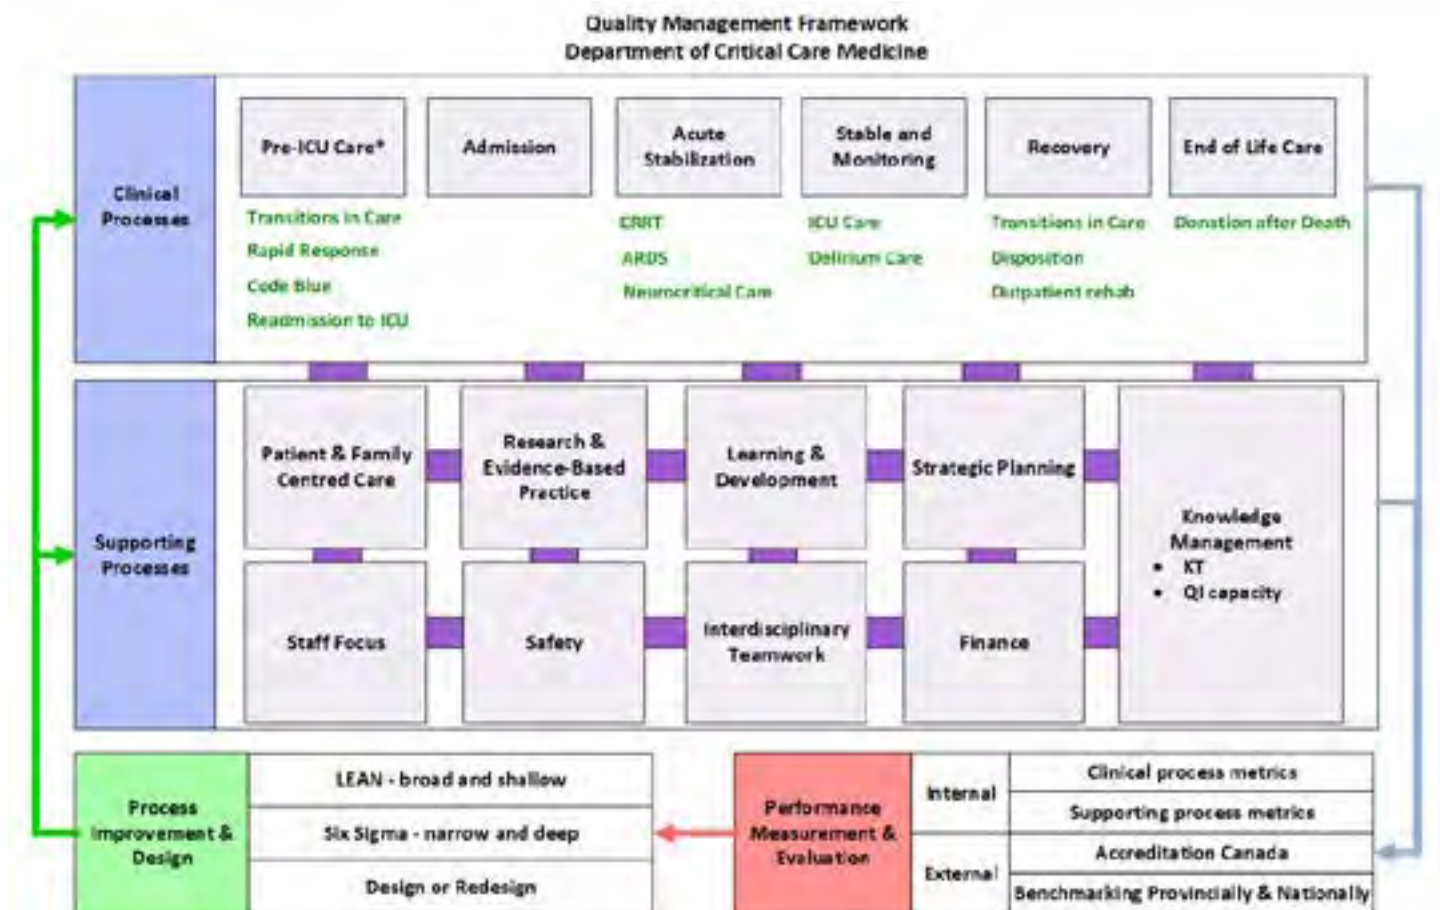 Quality Management Framework
Department of Critical Care Medicine
Clinical
Processes
Pre-ICU Care*
Admission
Acute
Stabilization
Stable and
Monitoring
Recovery
End of Life Care
Transitions in Care
Rapid Response
Code Blue
Readmission to ICU
CRRT
ARDS
Neurocritical Care
ICU Care
Delirium Care
Transitions in Care
Disposition
Outpatient rehab
Donation after Death
Supporting
Processes
Patient & Family
Centred Care
Research &
Evidence-Based
Practice
Learning &
Development
Strategic Planning
Knowledge
Management
• KT
• QI capacity
Staff Focus
Safety
Interdisciplinary
Teamwork
Finance
Process
Improvement &
Design
LEAN - broad and shallow
Six Sigma - narrow and deep
Design or Redesign
Performance
Measurement &
Evaluation
Internal
Clinical process metrics
Supporting process metrics
External
Accreditation Canada
Benchmarking Provincially & Nationally